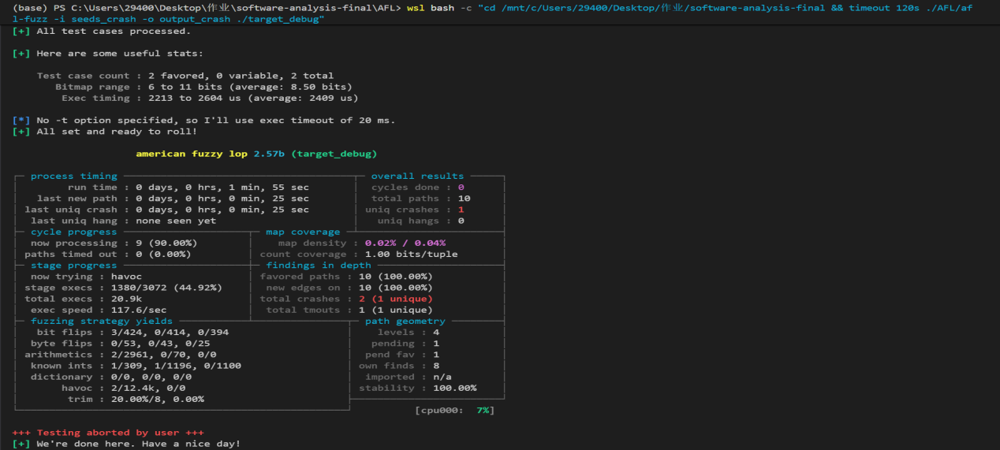 (base) PS C:\Users\29400\Desktop\作业\software-analysis-final\AFL> wsl bash -c "cd /mnt/c/Users/29400/Desktop/作业/software-analysis-final && timeout 120s ./AFL/af
l-fuzz -i seeds_crash -o output_crash ./target_debug"
[+] All test cases processed.
[+] Here are some useful stats:
Test case count : 2 favored, 0 variable, 2 total
Bitmap range : 6 to 11 bits (average: 8.50 bits)
Exec timing : 2213 to 2604 us (average: 2409 us)
[*] No -t option specified, so I'll use exec timeout of 20 ms.
[+] All set and ready to roll!
american fuzzy lop 2.57b (target_debug)
process timing overall results
run time : 0 days, 0 hrs, 1 min, 55 sec cycles done : 0
last new path : 0 days, 0 hrs, 0 min, 25 sec total paths : 10
last uniq crash : 0 days, 0 hrs, 0 min, 25 sec uniq crashes : 1
last uniq hang : none seen yet uniq hangs : 0
cycle progress map coverage
now processing : 9 (90.00%) map density : 0.02% / 0.04%
paths timed out : 0 (0.00%) count coverage : 1.00 bits/tuple
stage progress findings in depth
now trying : havoc favored paths : 10 (100.00%)
stage execs : 1380/3072 (44.92%) new edges on : 10 (100.00%)
total execs : 20.9k total crashes : 2 (1 unique)
exec speed : 117.6/sec total tmouts : 1 (1 unique)
fuzzing strategy yields path geometry
bit flips : 3/424, 0/414, 0/394 levels : 4
byte flips : 0/53, 0/43, 0/25 pending : 1
arithmetics : 2/2961, 0/70, 0/0 pend fav : 1
known ints : 1/309, 1/1196, 0/1100 own finds : 8
dictionary : 0/0, 0/0, 0/0 imported : n/a
havoc : 2/12.4k, 0/0 stability : 100.00%
trim : 20.00%/8, 0.00%
[cpu000: 7%]
+++ Testing aborted by user +++
[+] We're done here. Have a nice day!